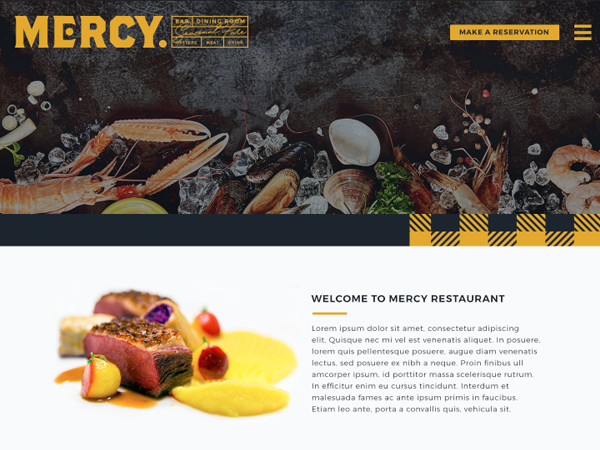 MERCY.
BAR | DINING ROOM
Seasonal Fare
OYSTERS | MEAT | DRINK
MAKE A RESERVATION
WELCOME TO MERCY RESTAURANT
Lorem ipsum dolor sit amet, consectetur adipiscing
elit. Quisque nec mi vel est venenatis aliquet. In posuere,
lorem quis pellentesque posuere, augue diam venenatis
lectus, sed posuere ex nibh a neque. Proin finibus ull
amcorper ipsum, id porttitor massa scelerisque rutrum.
In efficitur enim eu cursus tincidunt. Interdum et
malesuada fames ac ante ipsum primis in faucibus.
Etiam leo ante, porta a convallis quis, vehicula sit.